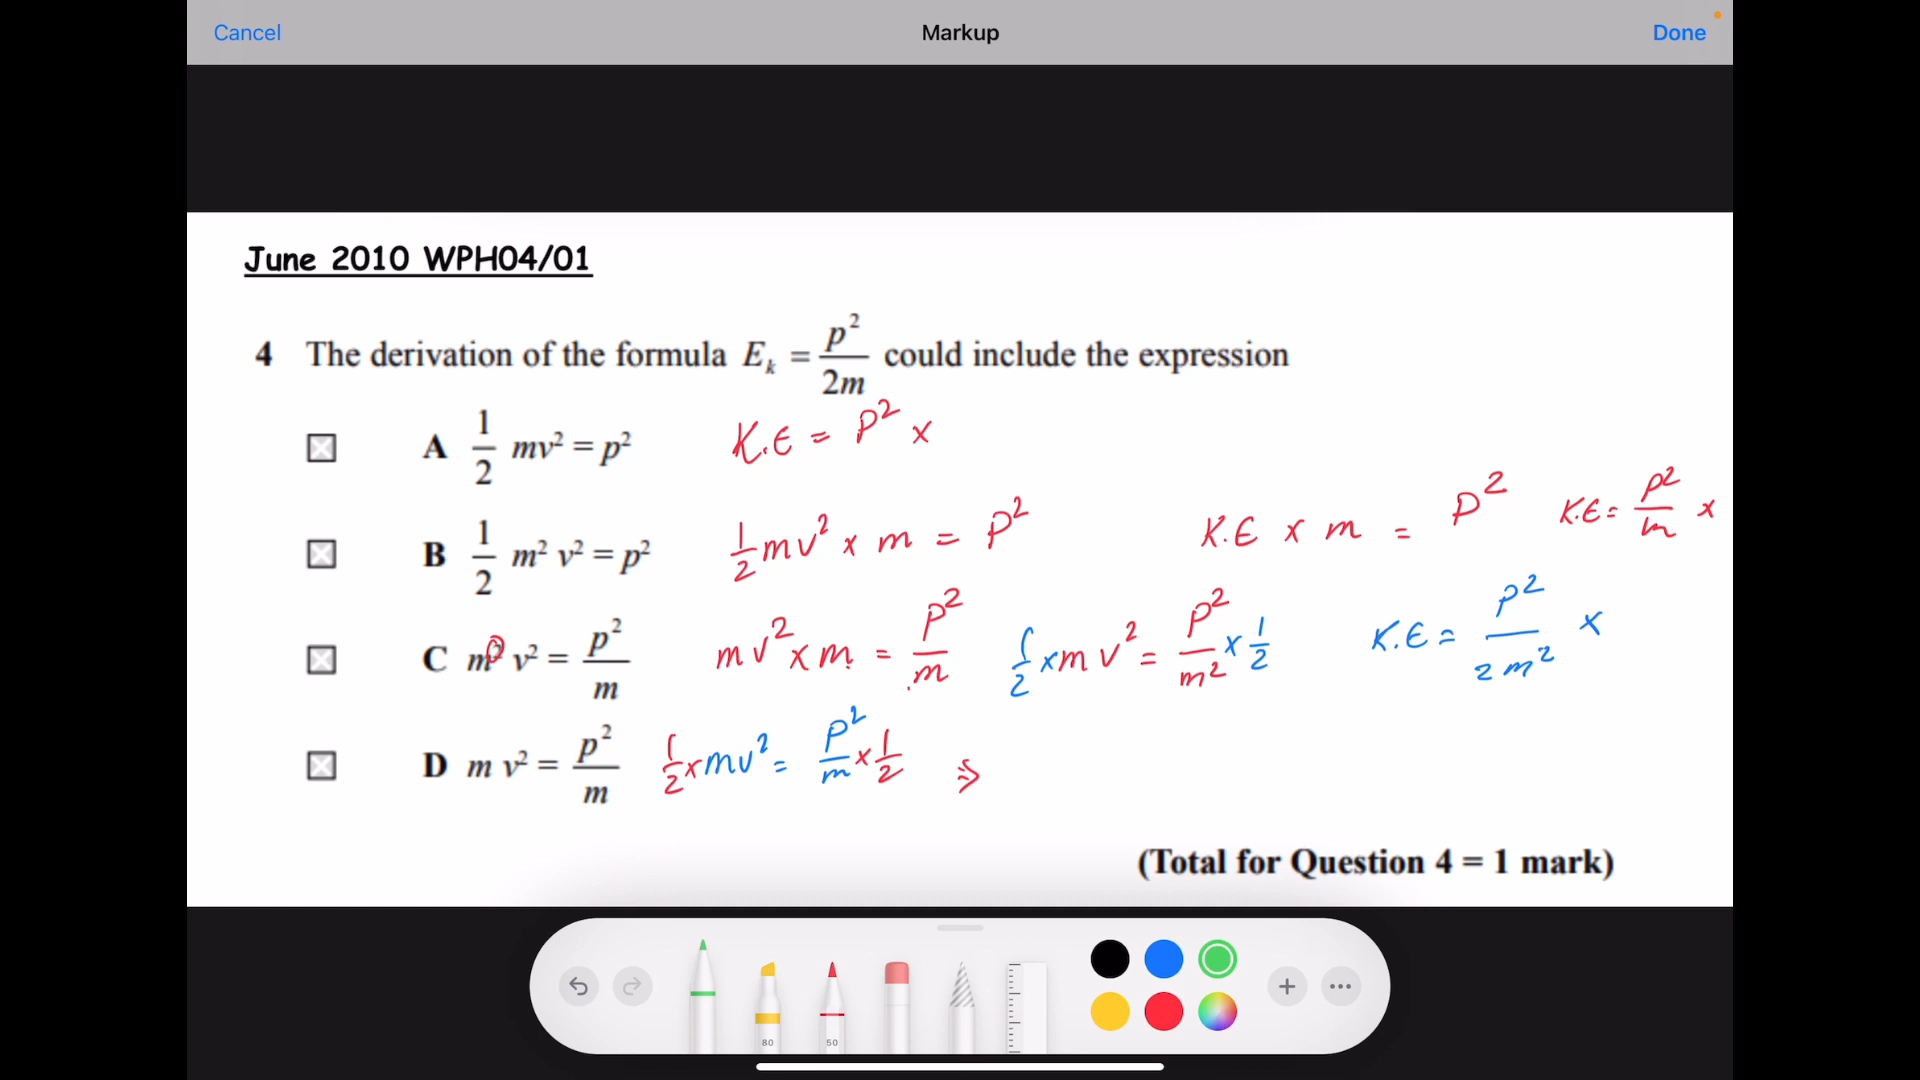 Cancel Markup Done
June 2010 WPH04/01
4 The derivation of the formula E_k = p²/2m could include the expression
A 1/2 mv² = p² K.E = P² x
B 1/2 m² v² = p² 1/2 mv² x m = P² K.E x m = P² K.E = P²/m x
C m² v² = p²/m mv² x m = P²/m 1/2 x m v² = P²/m² x 1/2 K.E = P²/2m² x
D m v² = p²/m 1/2 x mv² = P²/m x 1/2 ⇒
(Total for Question 4 = 1 mark)
80 50